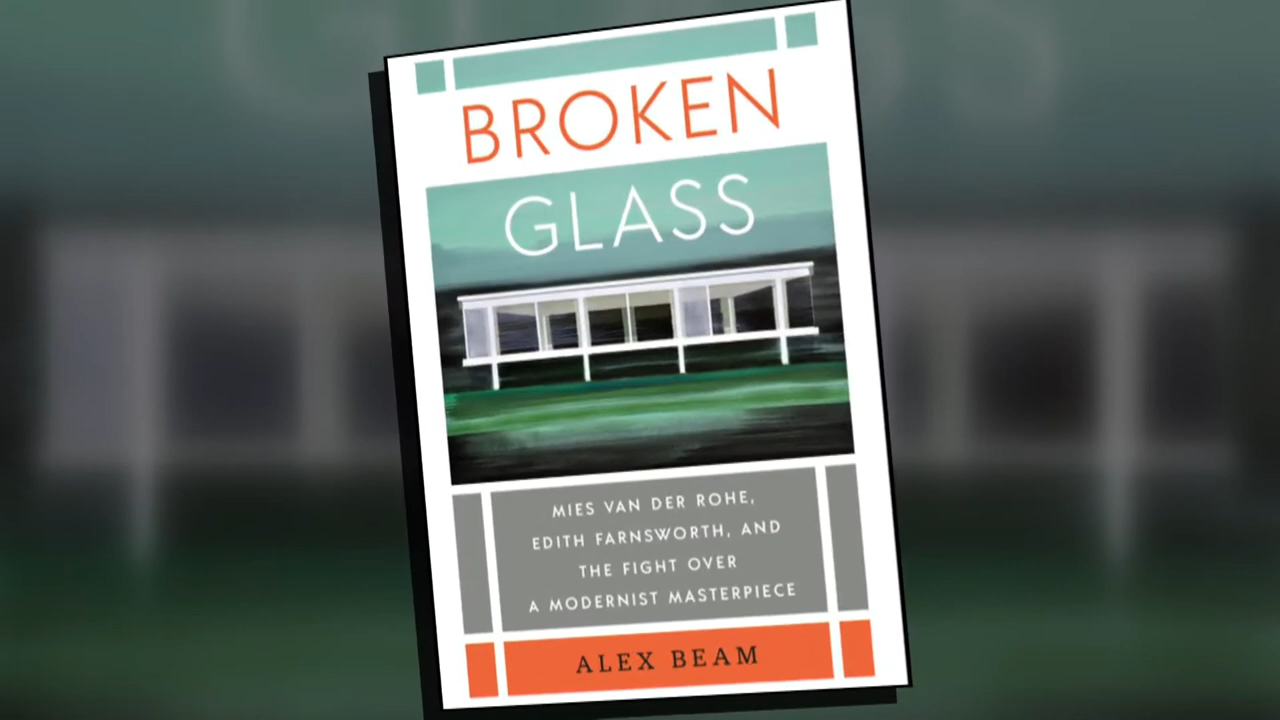 BROKEN
GLASS
MIES VAN DER ROHE,
EDITH FARNSWORTH, AND
THE FIGHT OVER
A MODERNIST MASTERPIECE
ALEX BEAM